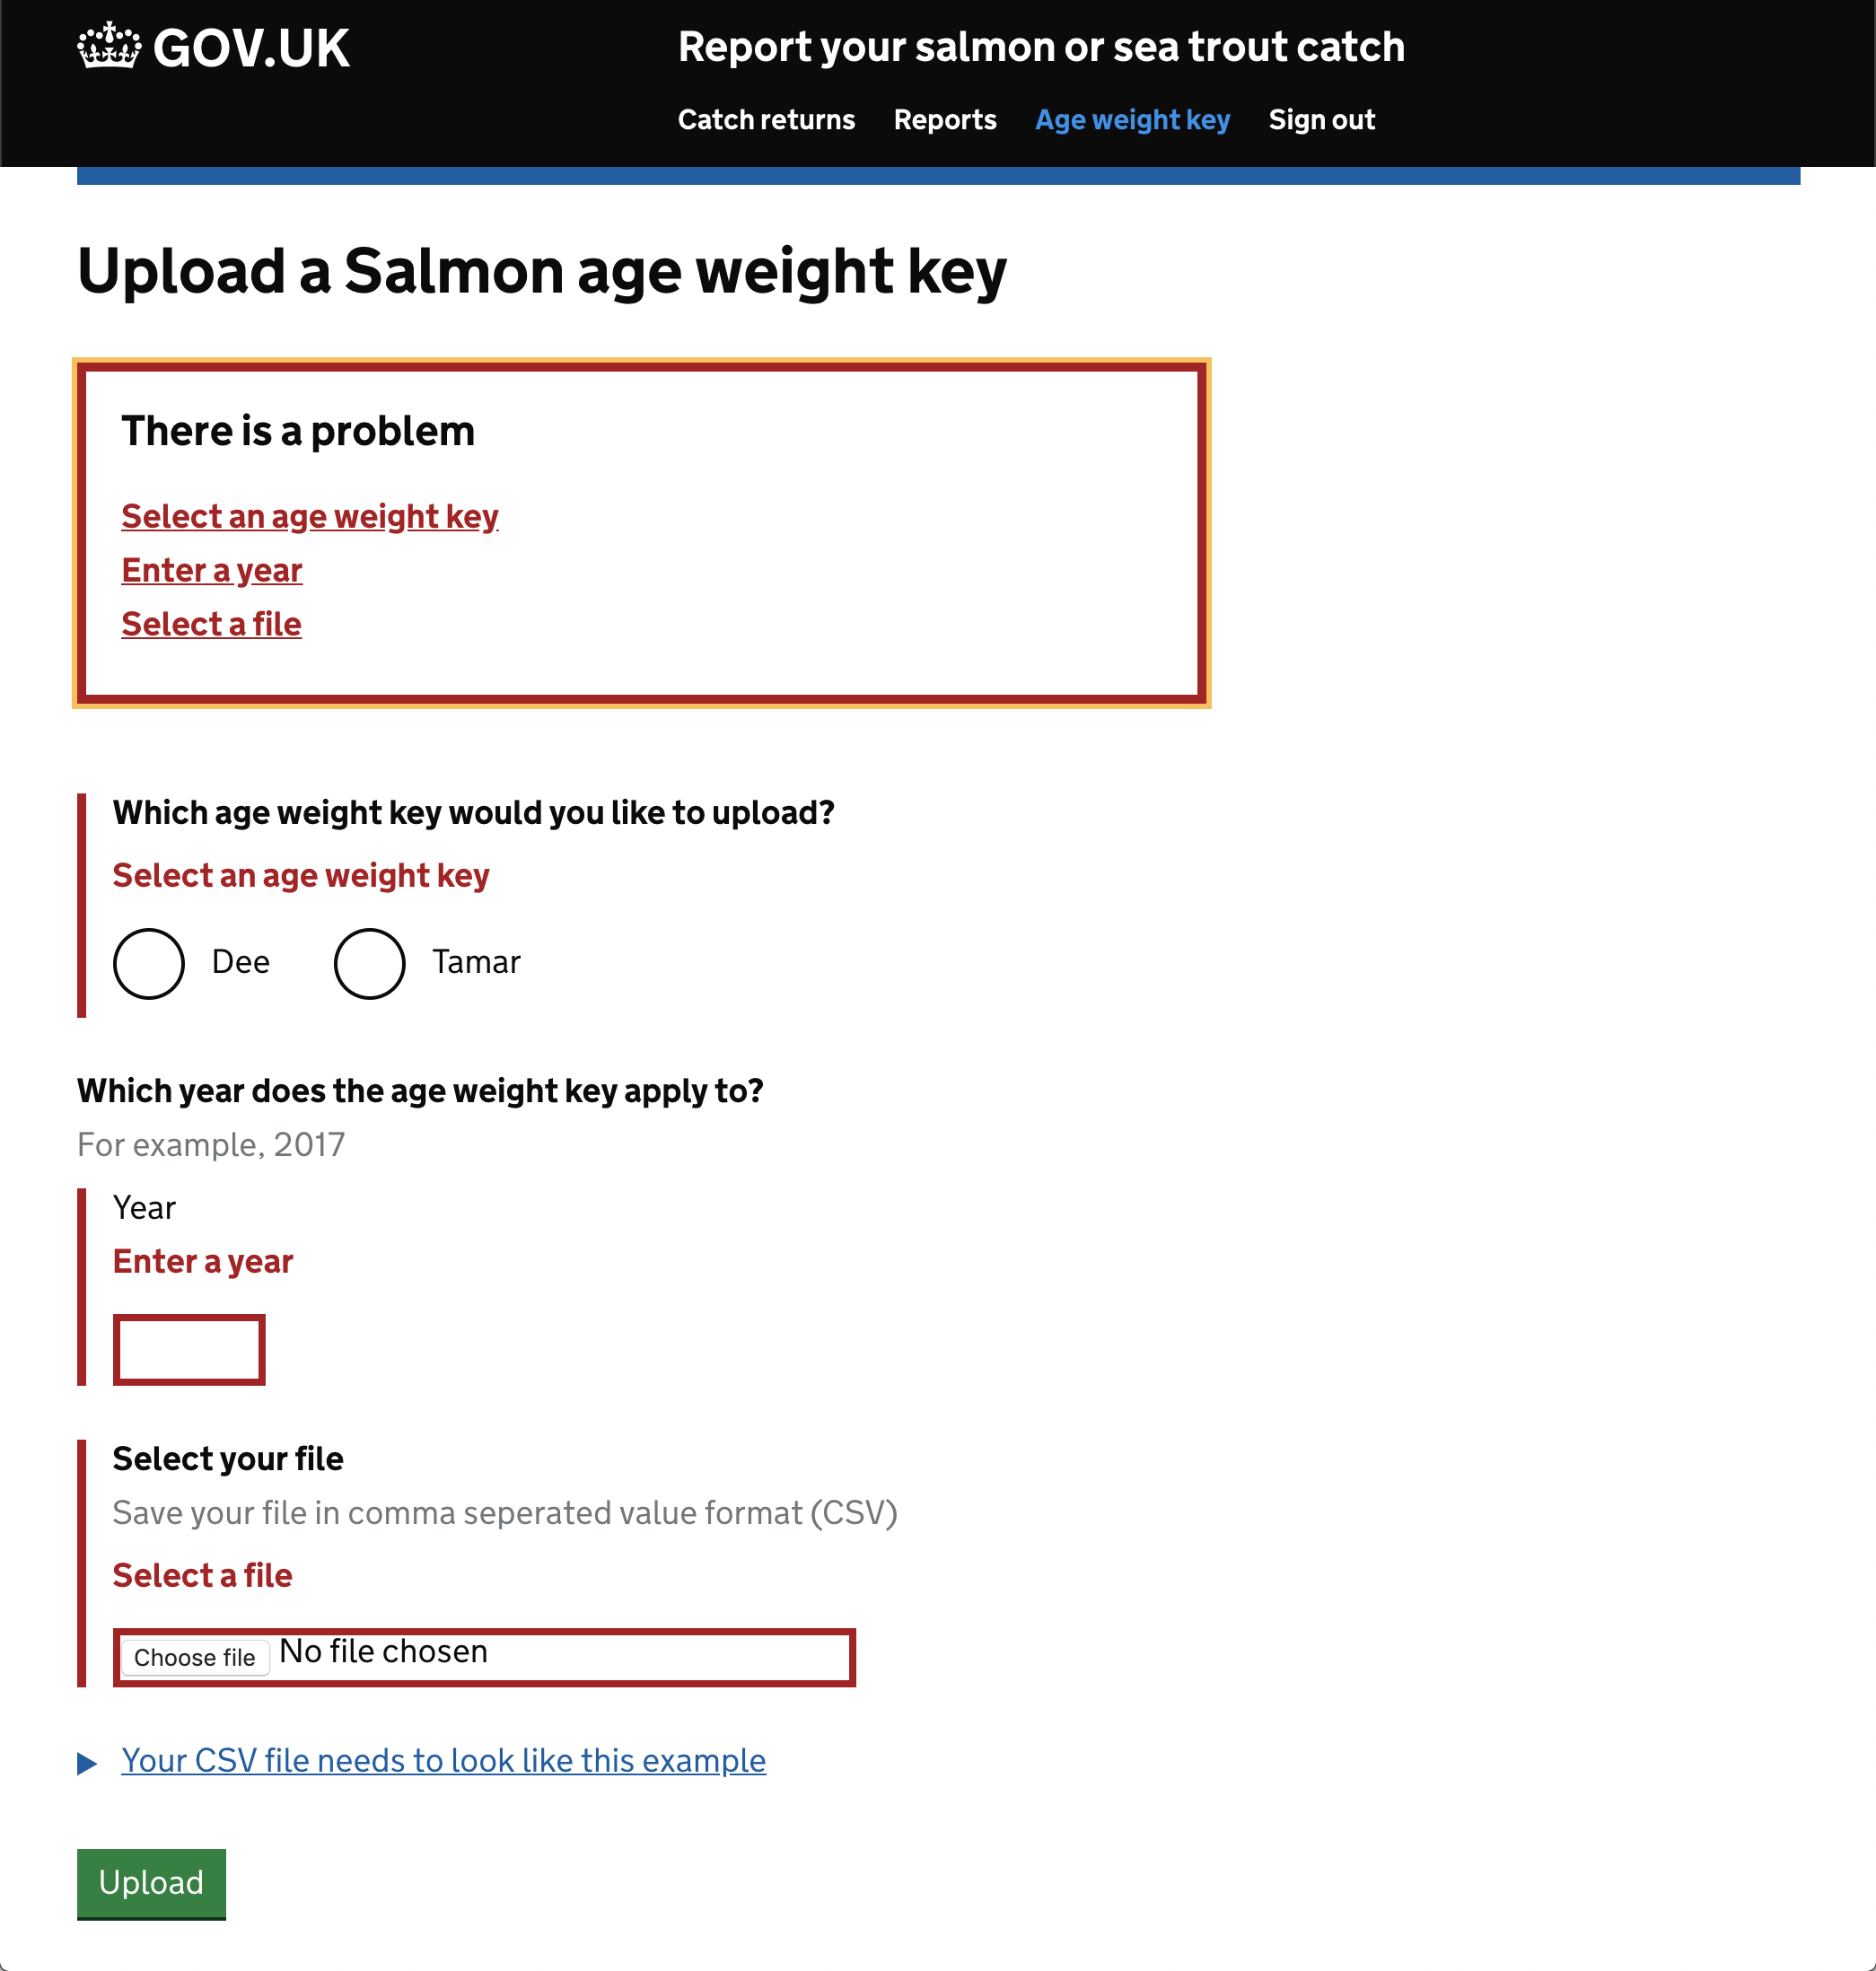 GOV.UK
Report your salmon or sea trout catch
Catch returns Reports Age weight key Sign out
Upload a Salmon age weight key
There is a problem
Select an age weight key
Enter a year
Select a file
Which age weight key would you like to upload?
Select an age weight key
Dee Tamar
Which year does the age weight key apply to?
For example, 2017
Year
Enter a year
Select your file
Save your file in comma seperated value format (CSV)
Select a file
Choose file No file chosen
Your CSV file needs to look like this example
Upload